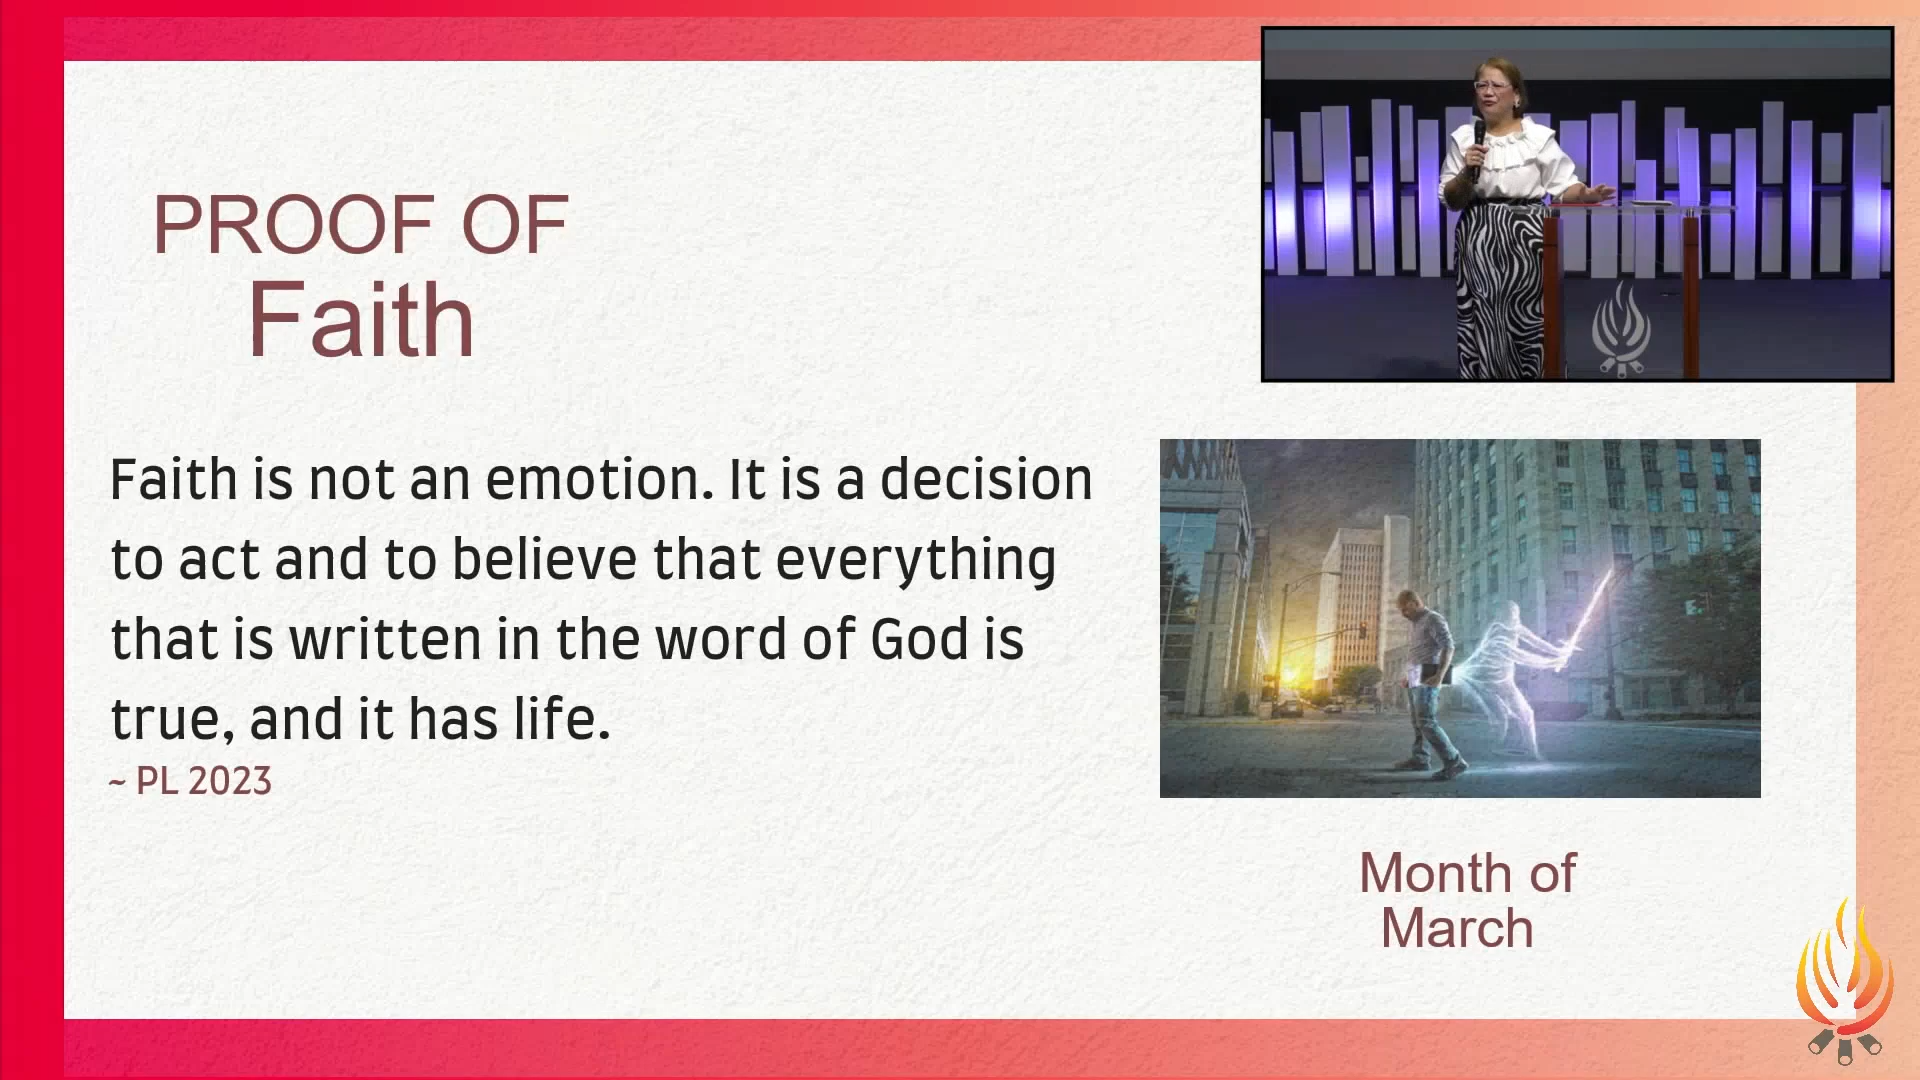 PROOF OF
Faith
Faith is not an emotion. It is a decision
to act and to believe that everything
that is written in the word of God is
true, and it has life.
~ PL 2023
Month of
March